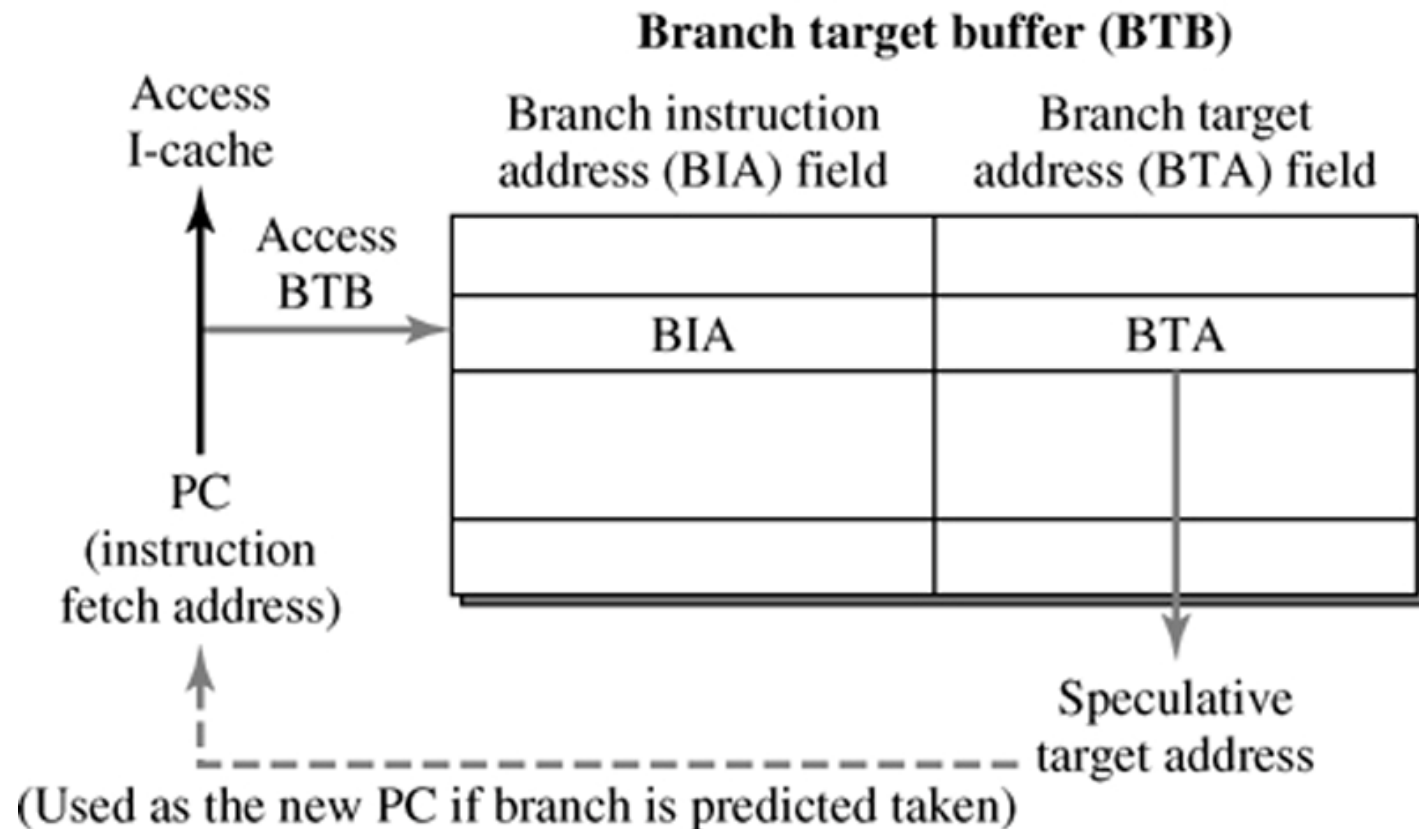 Branch target buffer (BTB)
Access
I-cache
Branch instruction
address (BIA) field
Branch target
address (BTA) field
Access
BTB
BIA
BTA
PC
(instruction
fetch address)
Speculative
target address
(Used as the new PC if branch is predicted taken)